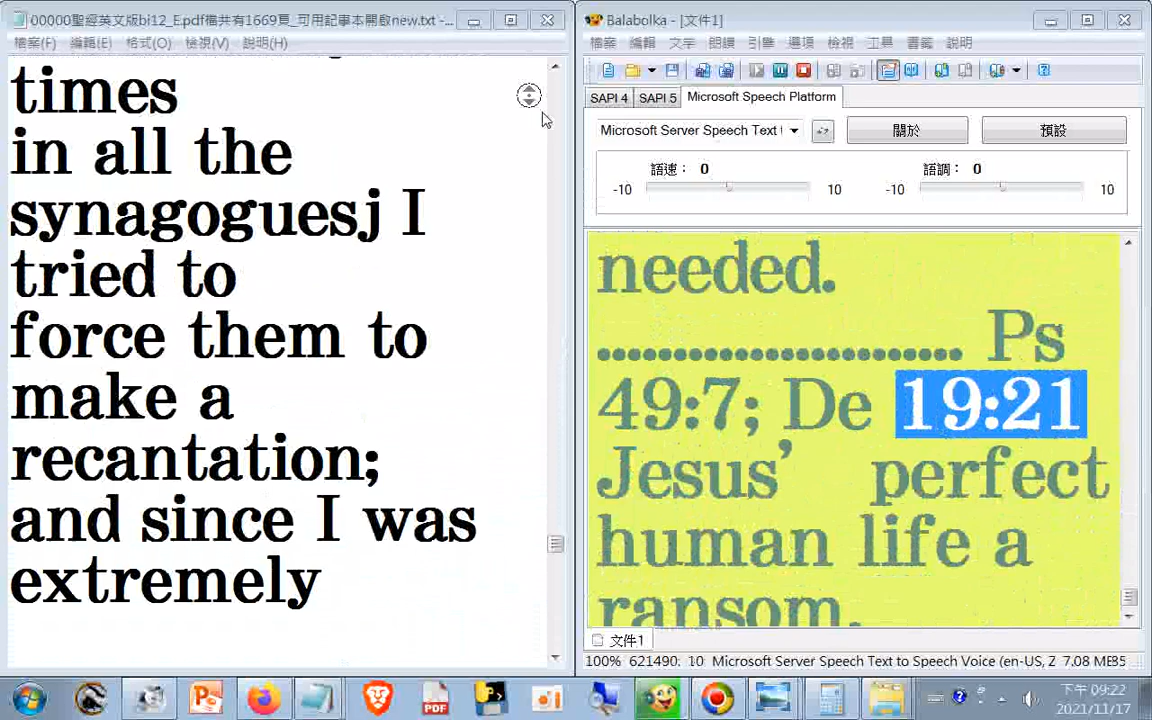 00000聖經英文版bi12_E.pdf檔共有1669頁_可用記事本開啟new.txt -...
檔案(F) 編輯(E) 格式(O) 檢視(V) 說明(H)
times
in all the
synagoguesj I
tried to
force them to
make a
recantation;
and since I was
extremely
Balabolka - [文件1]
檔案 編輯 文字 朗讀 引擎 選項 檢視 工具 書籤 說明
SAPI 4 SAPI 5 Microsoft Speech Platform
Microsoft Server Speech Text 關於 預設
語速: 0 語調: 0
-10 10 -10 10
needed.
........................ Ps
49:7; De 19:21
Jesus’ perfect
human life a
ransom.
文件1
100% 621490: 10 Microsoft Server Speech Text to Speech Voice (en-US, Z 7.08 MB
下午 09:22
2021/11/17